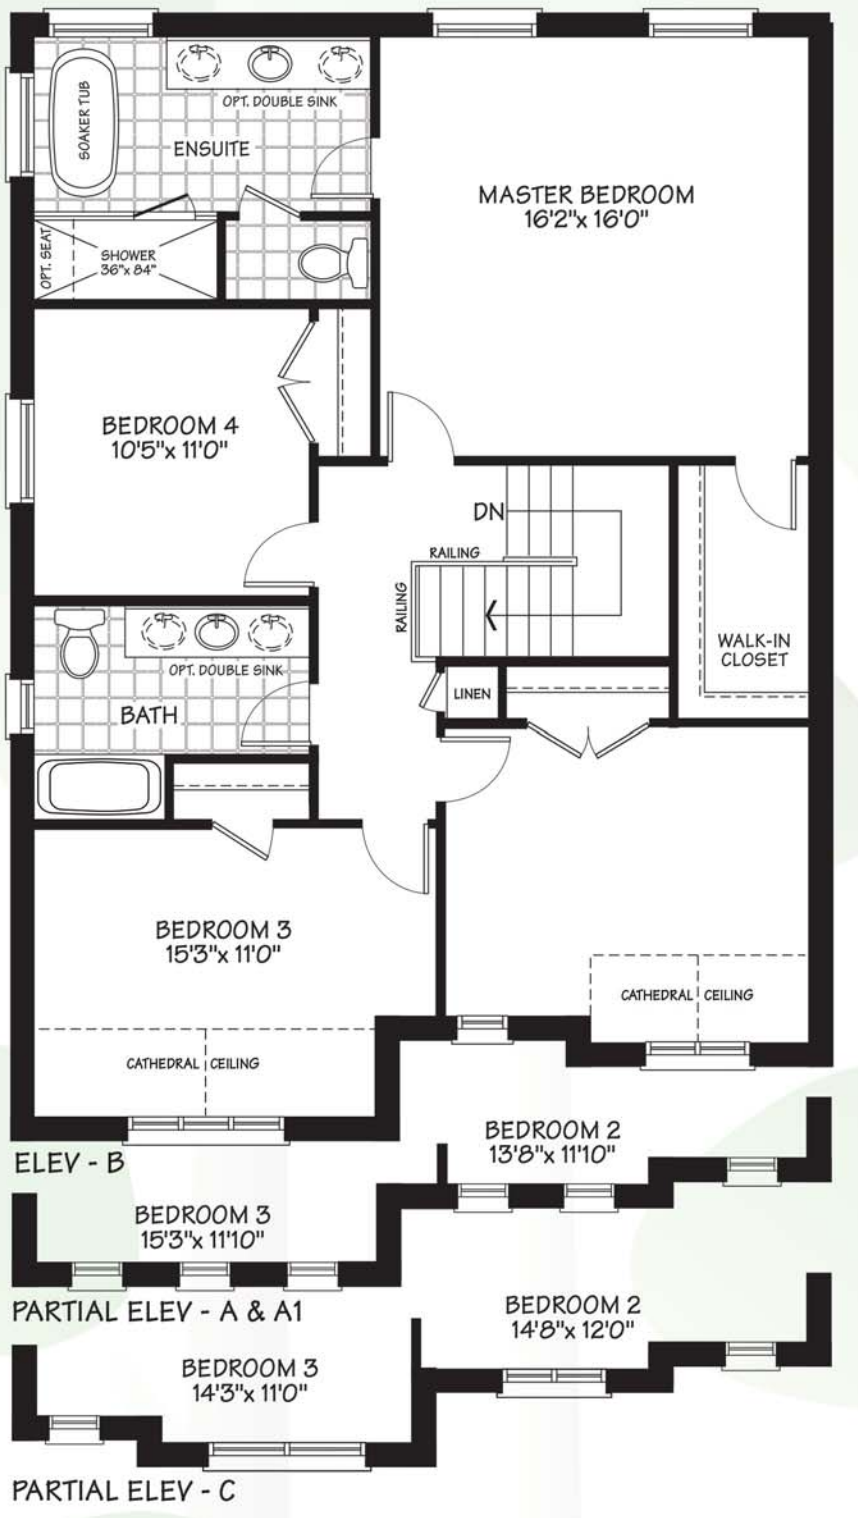 SOAKER TUB
OPT. DOUBLE SINK
ENSUITE
MASTER BEDROOM
16'2"x 16'0"
OPT. SEAT
SHOWER
36"x 84"
BEDROOM 4
10'5"x 11'0"
DN
RAILING
RAILING
WALK-IN
CLOSET
OPT. DOUBLE SINK
LINEN
BATH
BEDROOM 3
15'3"x 11'0"
CATHEDRAL CEILING
CATHEDRAL CEILING
ELEV - B
BEDROOM 2
13'8"x 11'10"
BEDROOM 3
15'3"x 11'10"
PARTIAL ELEV - A & A1
BEDROOM 2
14'8"x 12'0"
BEDROOM 3
14'3"x 11'0"
PARTIAL ELEV - C